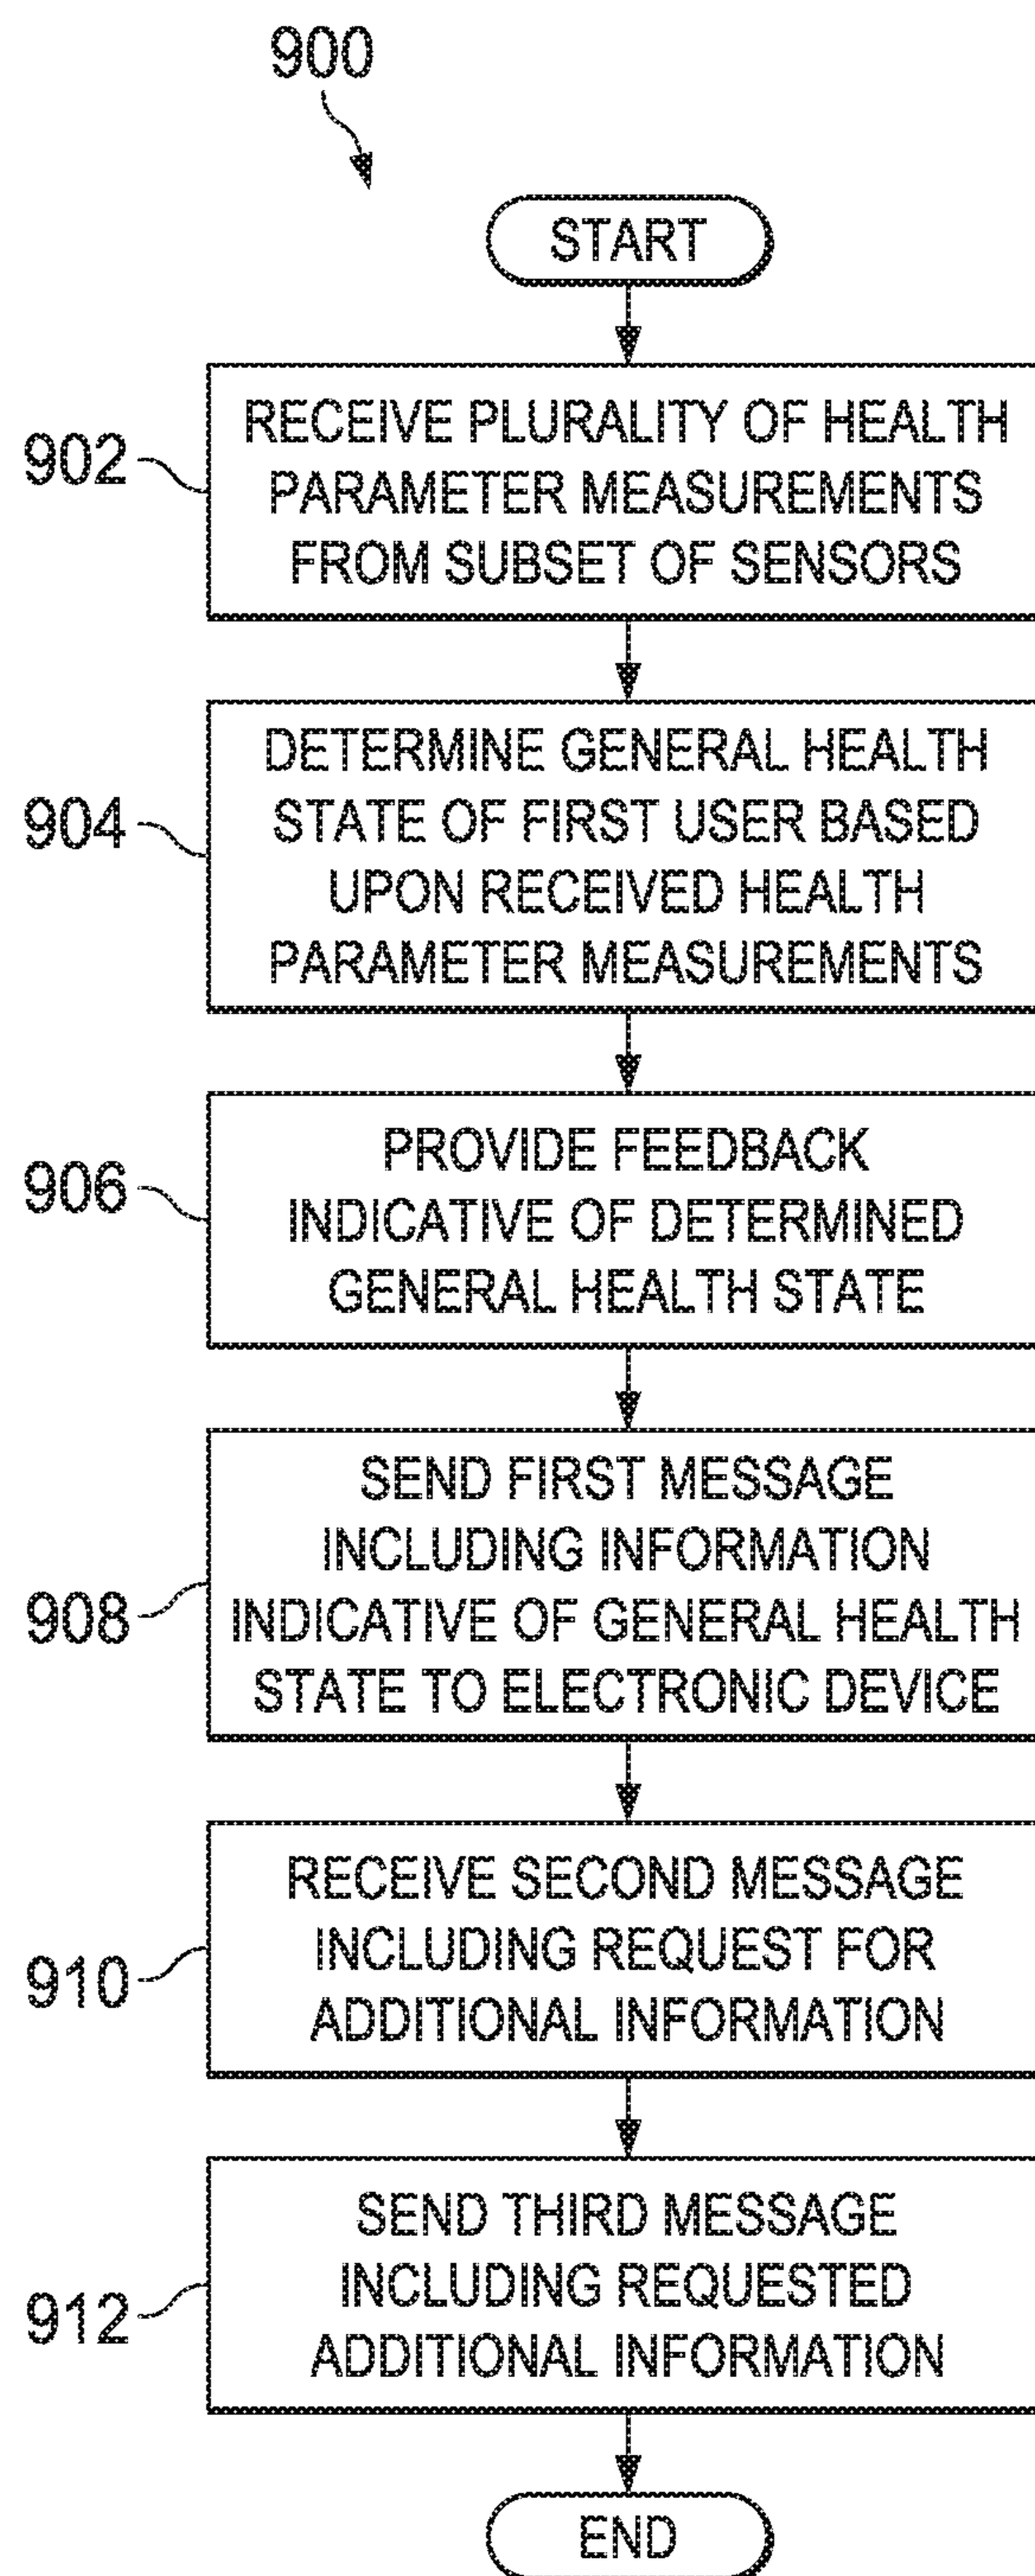 900
START
902
RECEIVE PLURALITY OF HEALTH
PARAMETER MEASUREMENTS
FROM SUBSET OF SENSORS
904
DETERMINE GENERAL HEALTH
STATE OF FIRST USER BASED
UPON RECEIVED HEALTH
PARAMETER MEASUREMENTS
906
PROVIDE FEEDBACK
INDICATIVE OF DETERMINED
GENERAL HEALTH STATE
908
SEND FIRST MESSAGE
INCLUDING INFORMATION
INDICATIVE OF GENERAL HEALTH
STATE TO ELECTRONIC DEVICE
910
RECEIVE SECOND MESSAGE
INCLUDING REQUEST FOR
ADDITIONAL INFORMATION
912
SEND THIRD MESSAGE
INCLUDING REQUESTED
ADDITIONAL INFORMATION
END